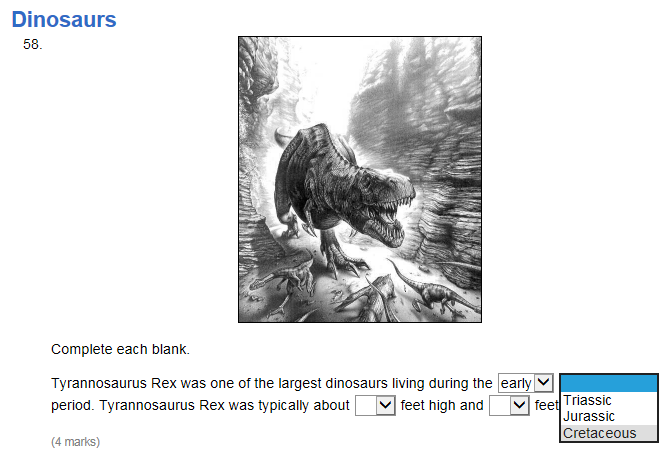 Dinosaurs
58.
Complete each blank.
Tyrannosaurus Rex was one of the largest dinosaurs living during the early
period. Tyrannosaurus Rex was typically about feet high and feet
Triassic
Jurassic
Cretaceous
(4 marks)